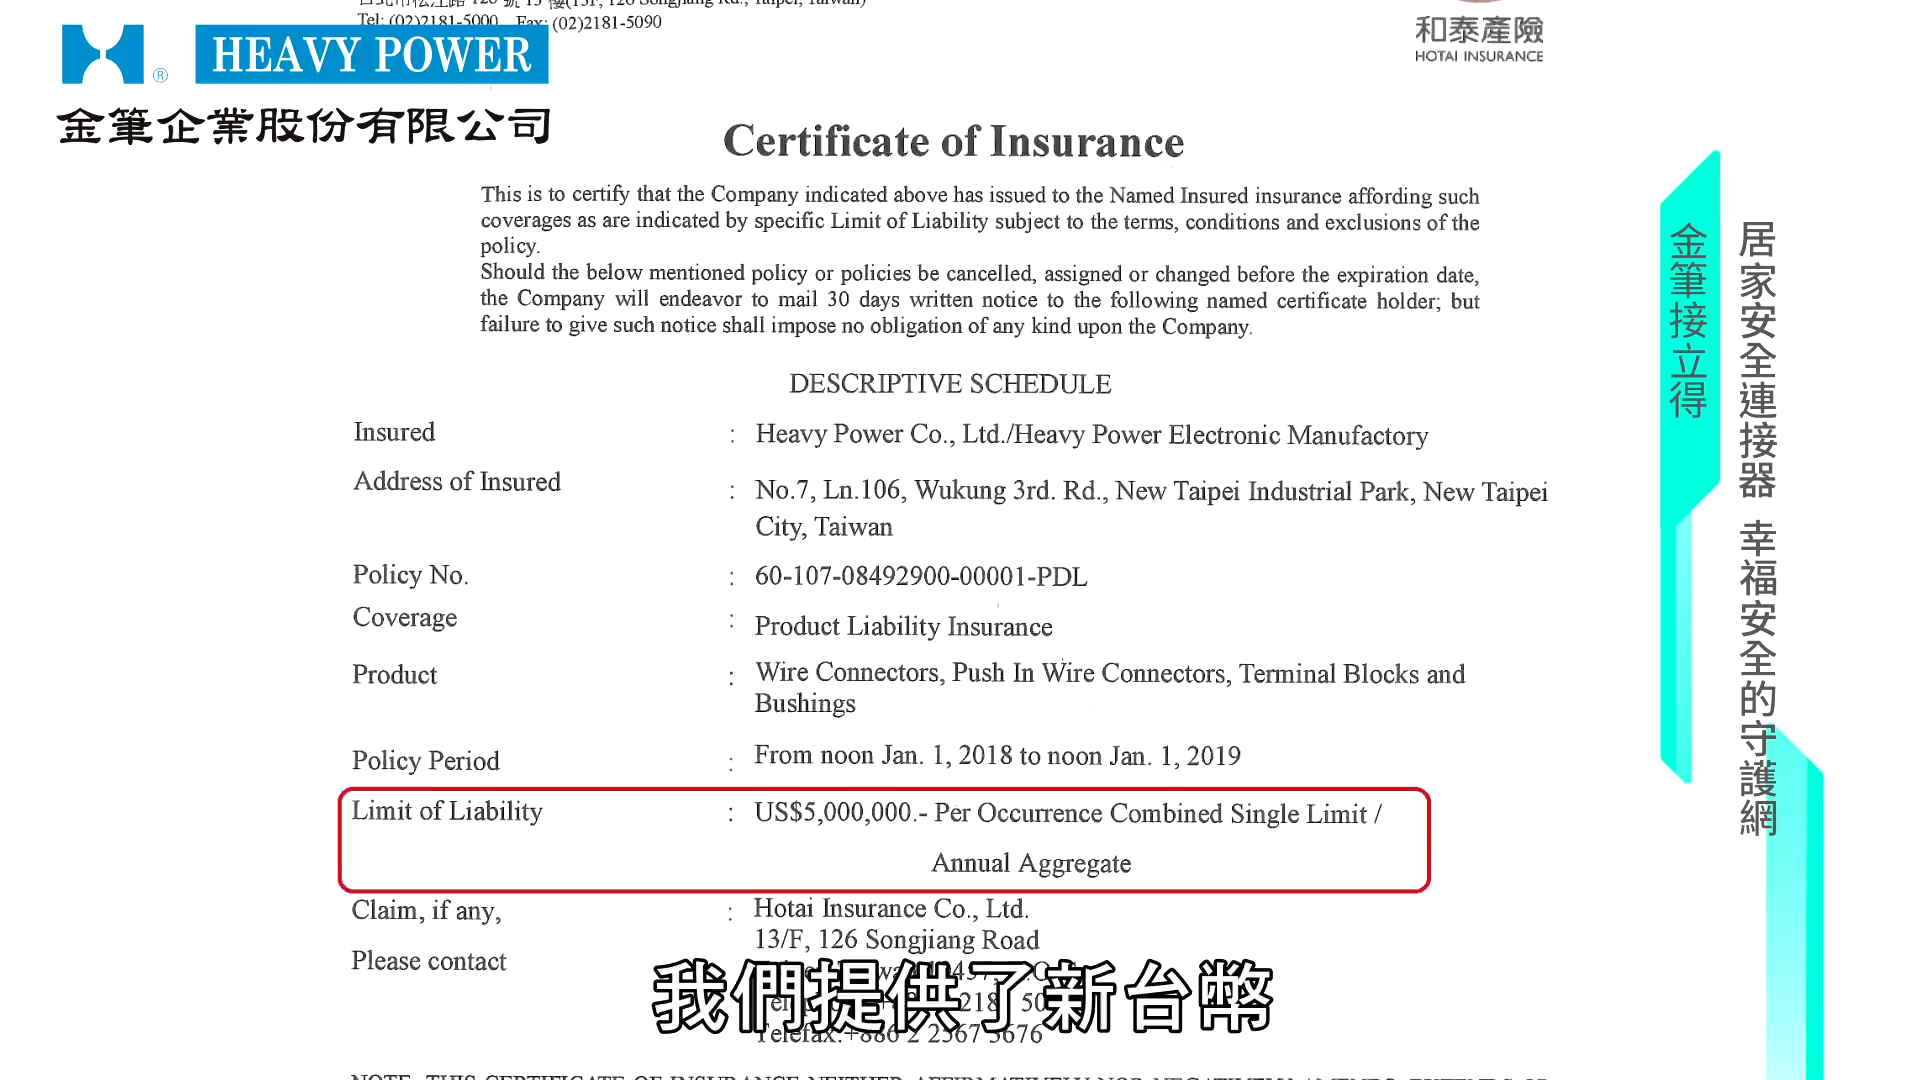 Tel: (02)2181-5000 Fax: (02)2181-5090
HEAVY POWER
®
金筆企業股份有限公司
和泰產險
HOTAI INSURANCE
Certificate of Insurance
This is to certify that the Company indicated above has issued to the Named Insured insurance affording such
coverages as are indicated by specific Limit of Liability subject to the terms, conditions and exclusions of the
policy.
Should the below mentioned policy or policies be cancelled, assigned or changed before the expiration date,
the Company will endeavor to mail 30 days written notice to the following named certificate holder; but
failure to give such notice shall impose no obligation of any kind upon the Company.
DESCRIPTIVE SCHEDULE
Insured : Heavy Power Co., Ltd./Heavy Power Electronic Manufactory
Address of Insured : No.7, Ln.106, Wukung 3rd. Rd., New Taipei Industrial Park, New Taipei
City, Taiwan
Policy No. : 60-107-08492900-00001-PDL
Coverage : Product Liability Insurance
Product : Wire Connectors, Push In Wire Connectors, Terminal Blocks and
Bushings
Policy Period : From noon Jan. 1, 2018 to noon Jan. 1, 2019
Limit of Liability : US$5,000,000.- Per Occurrence Combined Single Limit /
Annual Aggregate
Claim, if any, : Hotai Insurance Co., Ltd.
13/F, 126 Songjiang Road
Please contact
Telefax:+886 2 2567 3676
我們提供了新台幣
居家安全連接器 幸福安全的守護網
金筆接立得